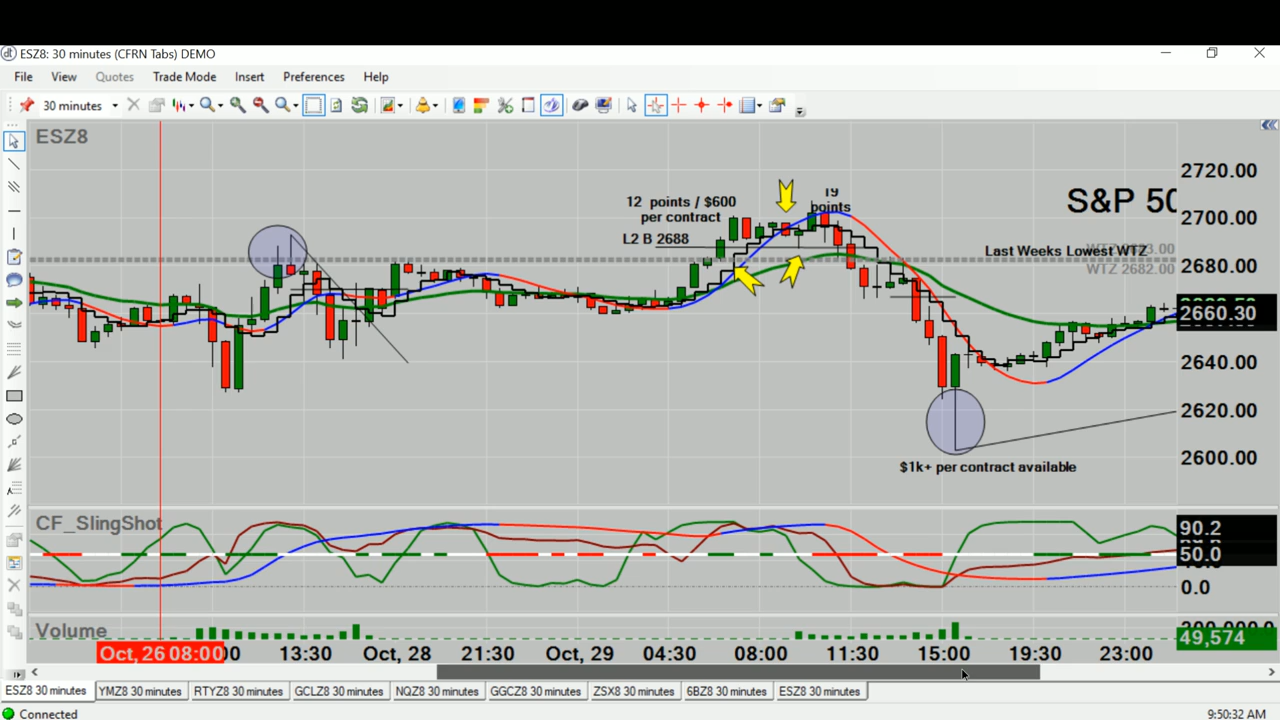 ESZ8: 30 minutes (CFRN Tabs) DEMO
File View Quotes Trade Mode Insert Preferences Help
30 minutes
ESZ8
2720.00
S&P 50
19
12 points / $600
points
per contract
2700.00
L2 B 2688
Last Weeks Lowest WTZ
2680.00
WTZ 2682.00
2660.30
2640.00
2620.00
2600.00
$1k+ per contract available
CF_SlingShot
90.2
50.0
0.0
Volume
49,574
Oct, 26 08:00 13:30 Oct, 28 21:30 Oct, 29 04:30 08:00 11:30 15:00 19:30 23:00
ESZ8 30 minutes YMZ8 30 minutes RTYZ8 30 minutes GCLZ8 30 minutes NQZ8 30 minutes GGCZ8 30 minutes ZSX8 30 minutes 6BZ8 30 minutes ESZ8 30 minutes
Connected 9:50:32 AM